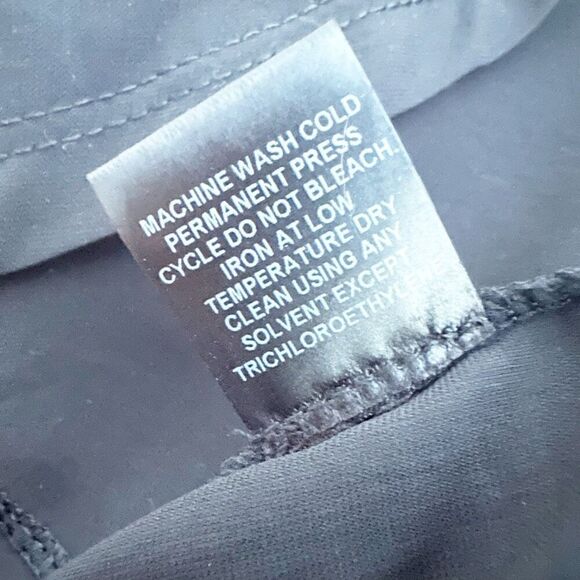 MACHINE WASH COLD
PERMANENT PRESS
CYCLE DO NOT BLEACH.
IRON AT LOW
TEMPERATURE DRY
CLEAN USING ANY
SOLVENT EXCEPT
TRICHLOROETHYLENE